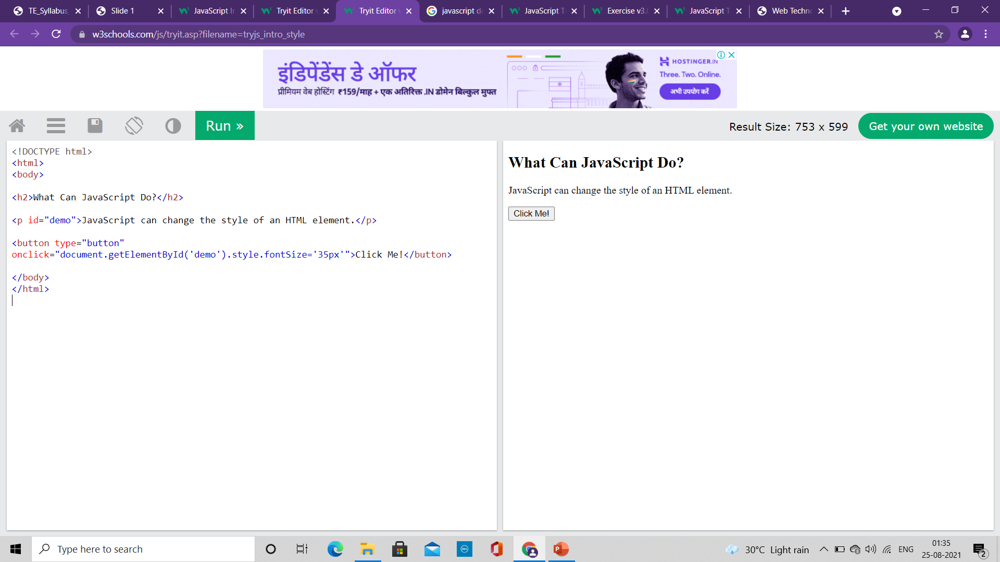 TE_Syllabus_
Slide 1
JavaScript In
Tryit Editor v
Tryit Editor v
javascript do
JavaScript T
Exercise v3.0
JavaScript T
Web Techno
w3schools.com/js/tryit.asp?filename=tryjs_intro_style
इंडिपेंडेंस डे ऑफर
प्रीमियम वेब होस्टिंग ₹159/माह + एक अतिरिक्त .IN डोमेन बिल्कुल मुफ्त
HOSTINGER.IN
Three. Two. Online.
अभी उपयोग करें
Run »
Result Size: 753 x 599
Get your own website
<!DOCTYPE html>
<html>
<body>
<h2>What Can JavaScript Do?</h2>
<p id="demo">JavaScript can change the style of an HTML element.</p>
<button type="button"
onclick="document.getElementById('demo').style.fontSize='35px'">Click Me!</button>
</body>
</html>
What Can JavaScript Do?
JavaScript can change the style of an HTML element.
Click Me!
Type here to search
30°C Light rain
ENG
01:35
25-08-2021
2